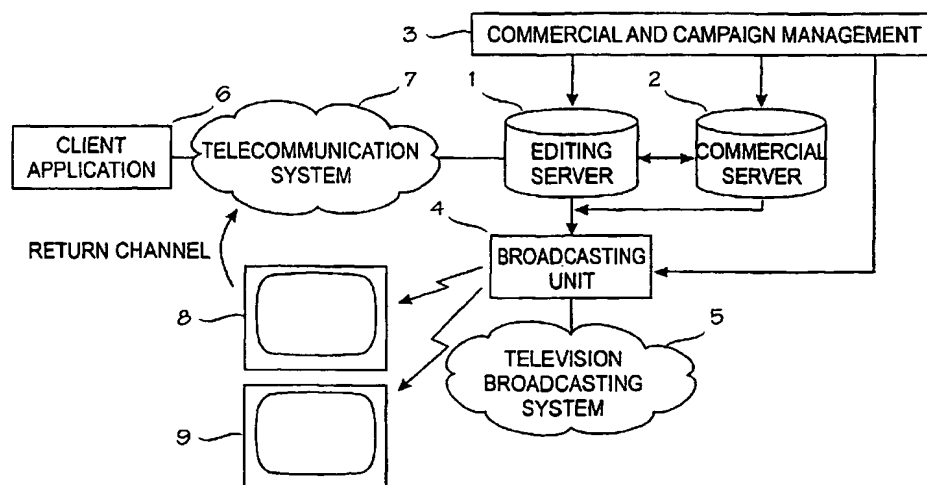 3
COMMERCIAL AND CAMPAIGN MANAGEMENT
6
7
1
2
CLIENT
APPLICATION
TELECOMMUNICATION
SYSTEM
EDITING
SERVER
COMMERCIAL
SERVER
4
RETURN CHANNEL
BROADCASTING
UNIT
8
5
TELEVISION
BROADCASTING
SYSTEM
9